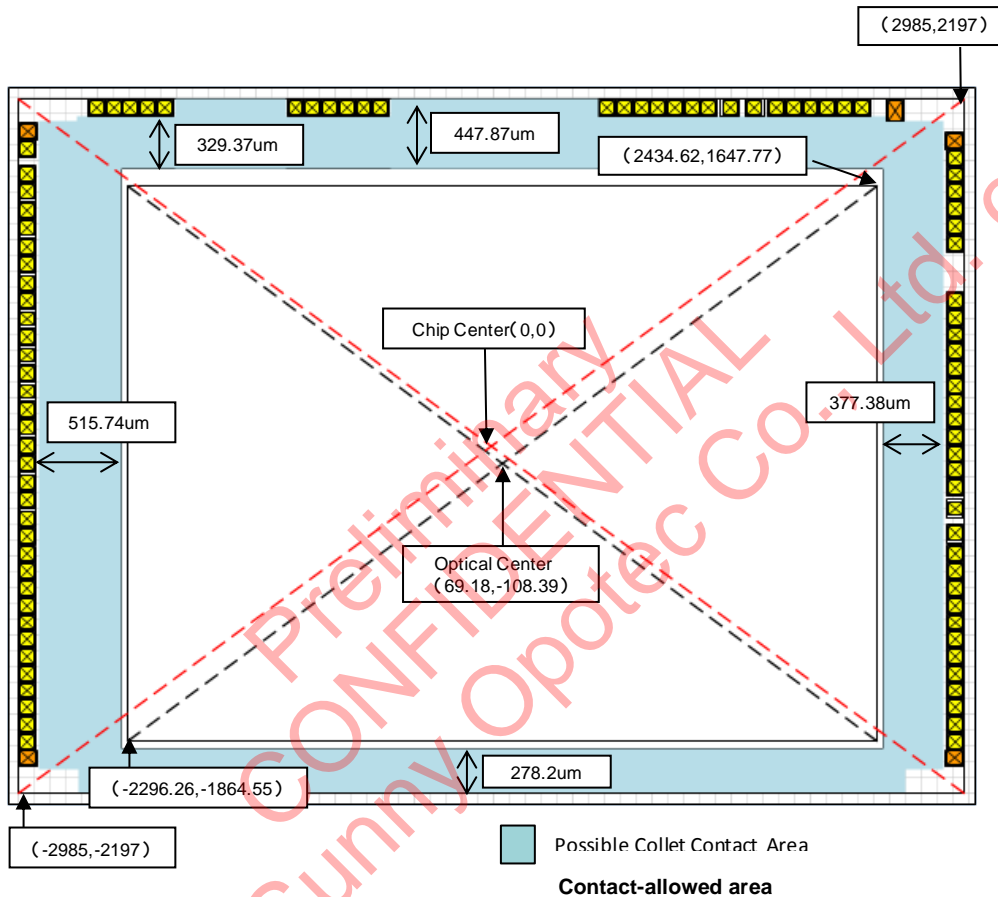 （2985,2197）
329.37um
447.87um
（2434.62,1647.77）
Chip Center（0,0）
515.74um
377.38um
Optical Center
（69.18,-108.39）
278.2um
（-2296.26,-1864.55）
（-2985,-2197）
Possible Collet Contact Area
Contact-allowed area
Preliminary
CONFIDENTIAL
Sunny Opotec Co., Ltd.